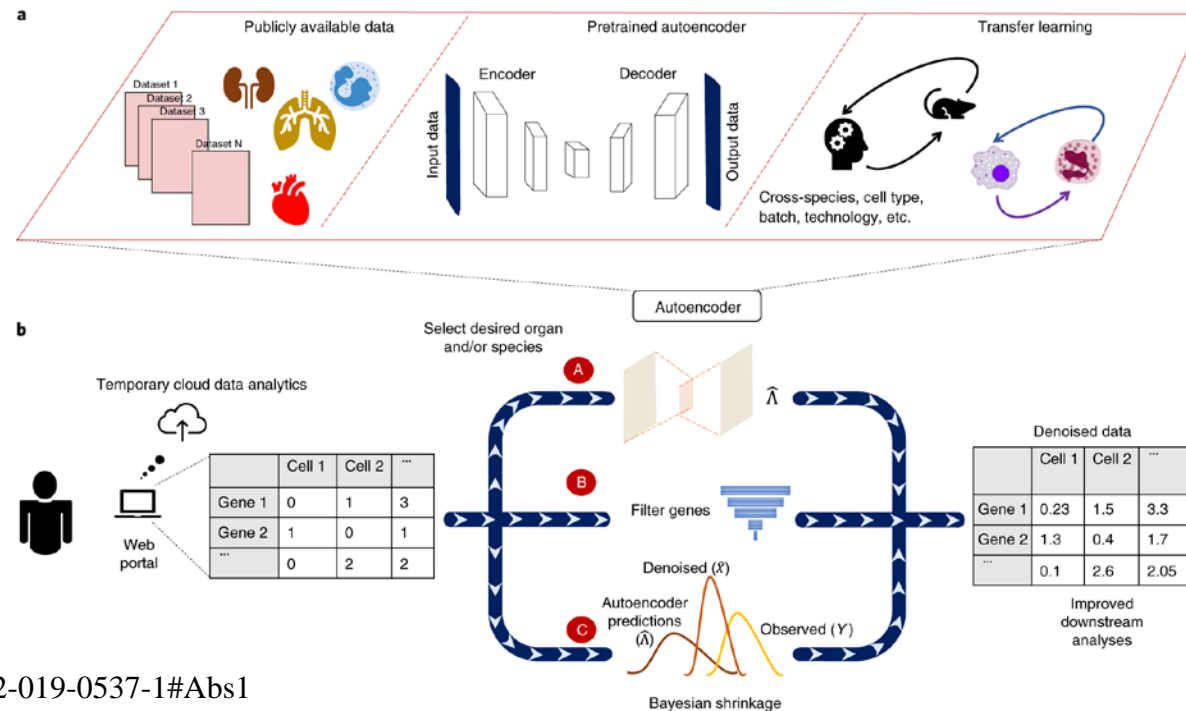 a
Publicly available data
Pretrained autoencoder
Transfer learning
Dataset 1
Dataset 2
Dataset 3
Dataset N
Input data
Encoder
Decoder
Output data
Cross-species, cell type,
batch, technology, etc.
Autoencoder
b
Select desired organ
and/or species
Temporary cloud data analytics
Web
portal
Cell 1 Cell 2 ...
Gene 1 0 1 3
Gene 2 1 0 1
... 0 2 2
A
Λ̂
B
Filter genes
C
Denoised (X̂)
Autoencoder
predictions
(Λ̂)
Observed (Y)
Bayesian shrinkage
Denoised data
Cell 1 Cell 2 ...
Gene 1 0.23 1.5 3.3
Gene 2 1.3 0.4 1.7
... 0.1 2.6 2.05
Improved
downstream
analyses
2-019-0537-1#Abs1